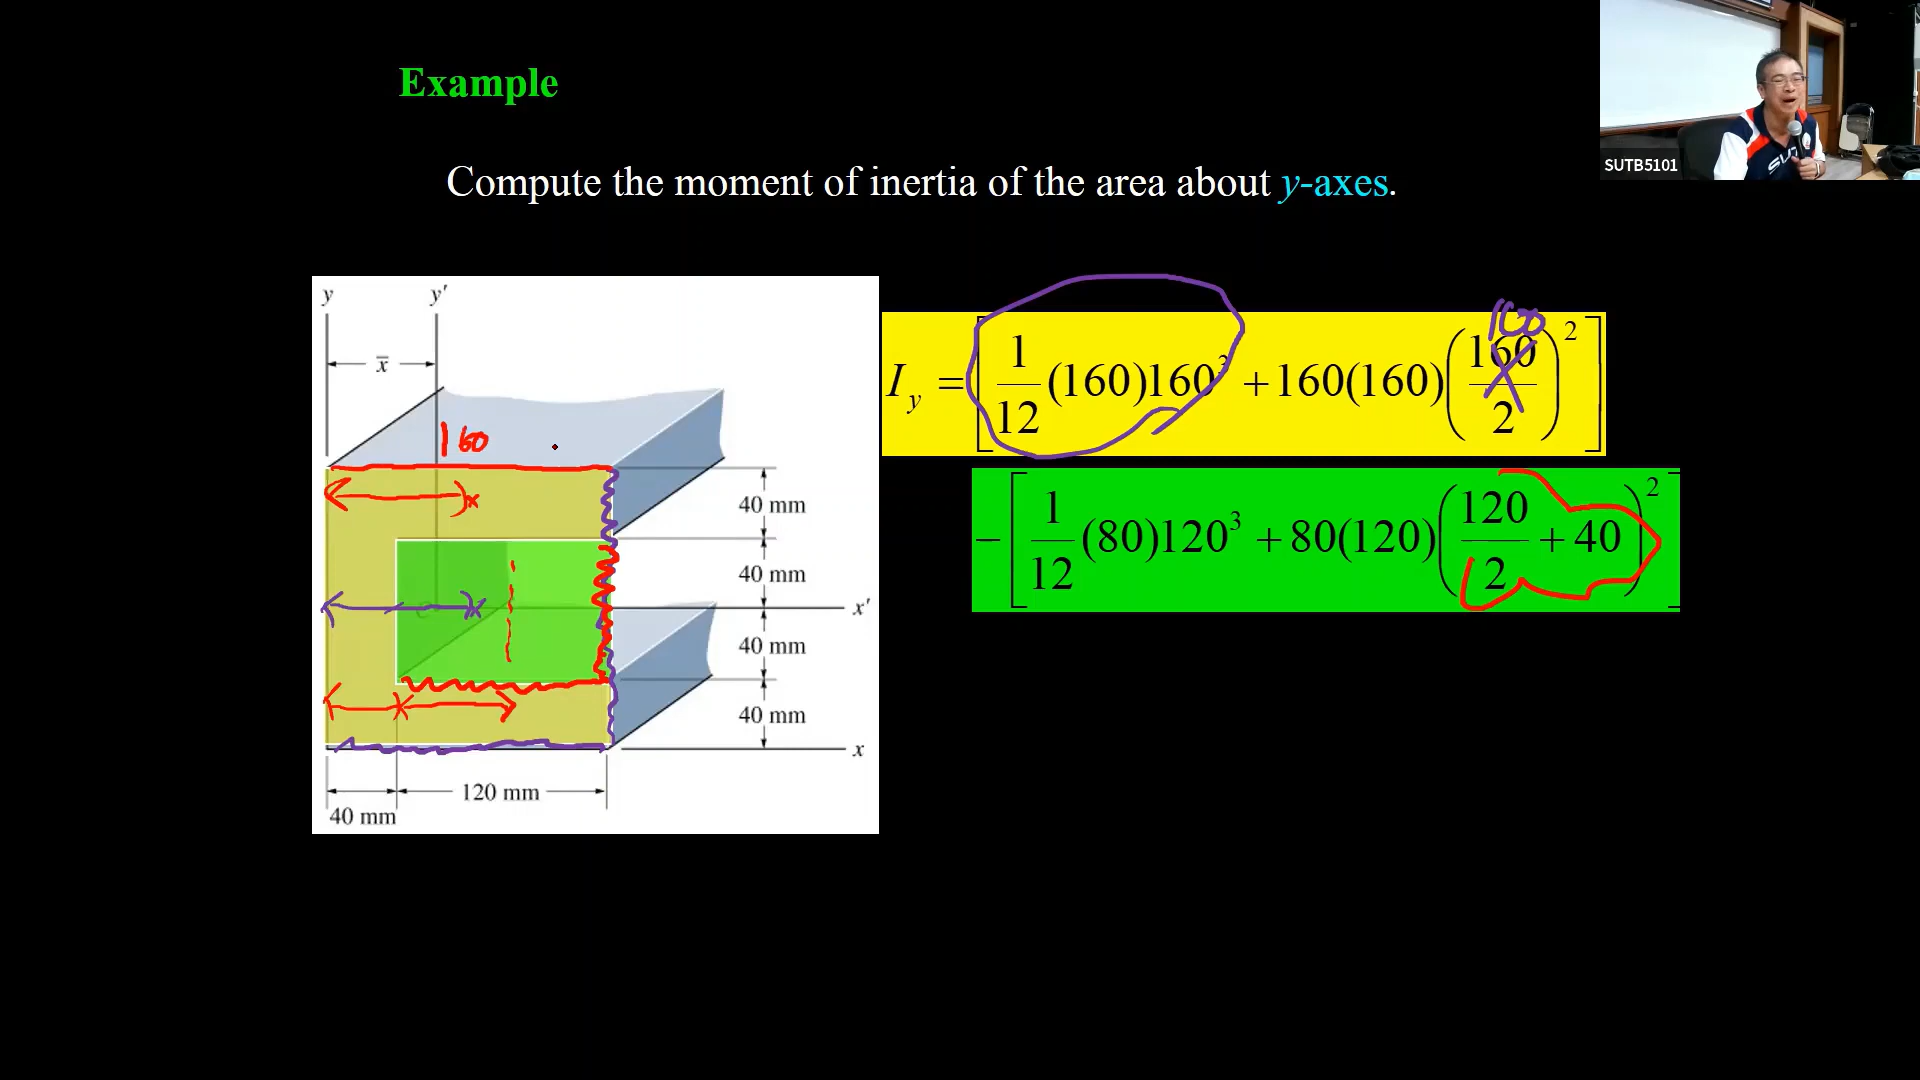 Example
SUTB5101
Compute the moment of inertia of the area about y-axes.
y y′
x̄
160
40 mm
40 mm
x′
40 mm
40 mm
x
120 mm
40 mm
I_y = [ 1/12 (160)160³ + 160(160)(160/2)² ]
160
− [ 1/12 (80)120³ + 80(120)(120/2 + 40)² ]